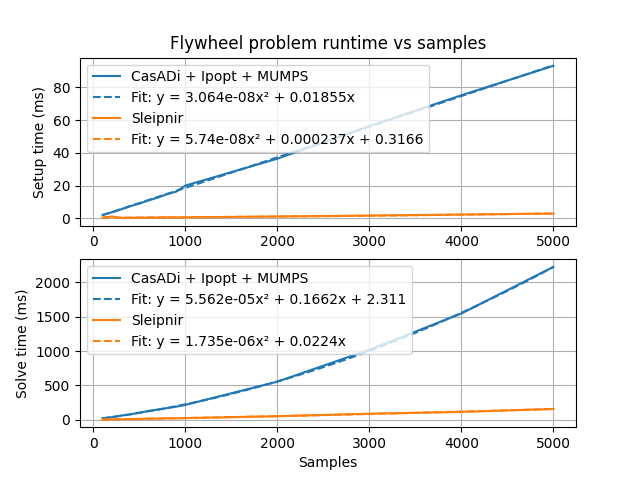 Flywheel problem runtime vs samples
Setup time (ms)
80
60
40
20
0
CasADi + Ipopt + MUMPS
Fit: y = 3.064e-08x² + 0.01855x
Sleipnir
Fit: y = 5.74e-08x² + 0.000237x + 0.3166
0 1000 2000 3000 4000 5000
Solve time (ms)
2000
1500
1000
500
0
CasADi + Ipopt + MUMPS
Fit: y = 5.562e-05x² + 0.1662x + 2.311
Sleipnir
Fit: y = 1.735e-06x² + 0.0224x
0 1000 2000 3000 4000 5000
Samples